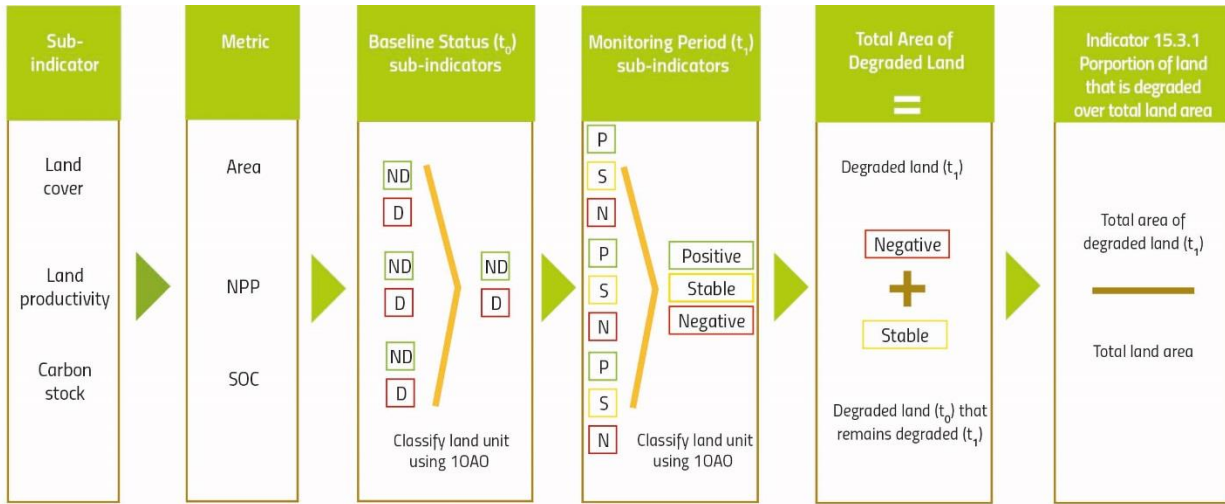 Sub-
indicator
Land
cover
Land
productivity
Carbon
stock
Metric
Area
NPP
SOC
Baseline Status (t0)
sub-indicators
ND
D
ND
D
ND
D
ND
D
Classify land unit
using 1OAO
Monitoring Period (t1)
sub-indicators
P
S
N
P
S
N
P
S
N
Positive
Stable
Negative
Classify land unit
using 1OAO
Total Area of
Degraded Land
=
Degraded land (t1)
Negative
+
Stable
Degraded land (t0) that
remains degraded (t1)
Indicator 15.3.1
Porportion of land
that is degraded
over total land area
Total area of
degraded land (t1)
Total land area